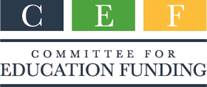 C E F
COMMITTEE FOR
EDUCATION FUNDING